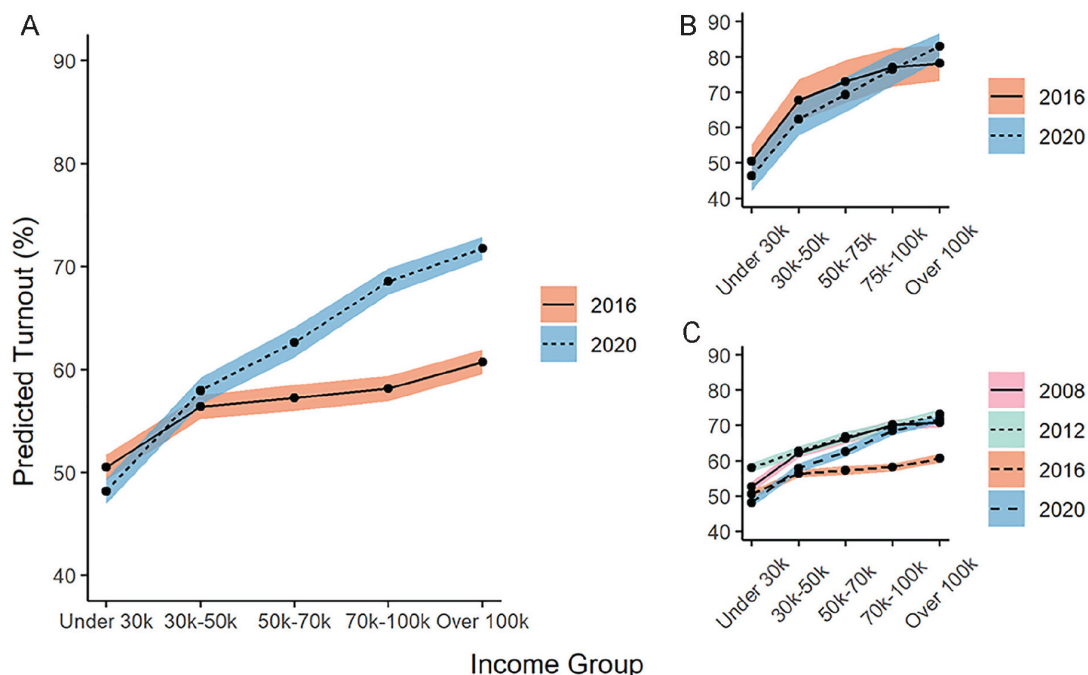 A
Predicted Turnout (%)
90
80
70
60
50
40
Under 30k
30k-50k
50k-70k
70k-100k
Over 100k
2016
2020
B
90
80
70
60
50
40
Under 30k
30k-50k
50k-75k
75k-100k
Over 100k
2016
2020
C
90
80
70
60
50
40
Under 30k
30k-50k
50k-70k
70k-100k
Over 100k
2008
2012
2016
2020
Income Group